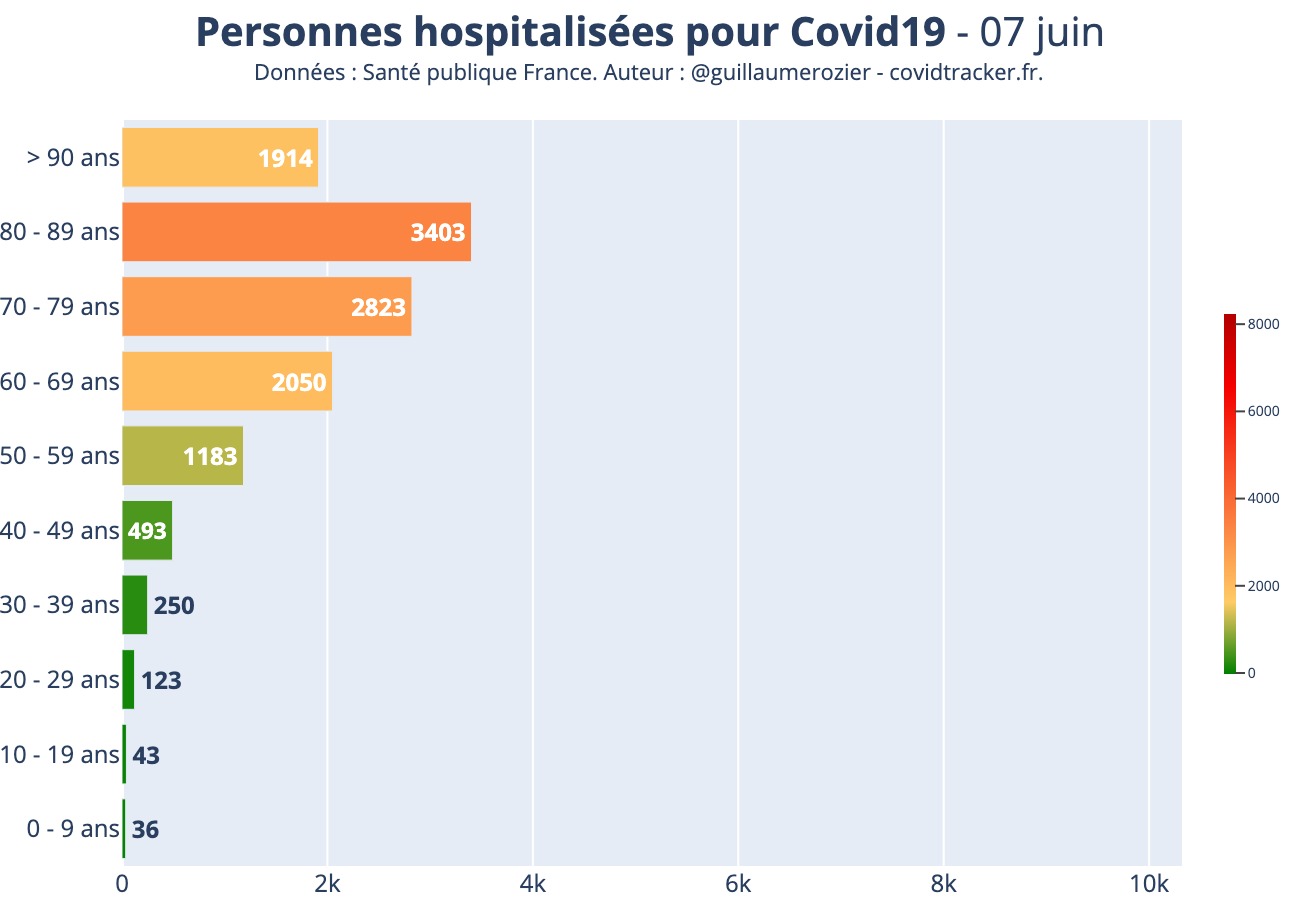 Personnes hospitalisées pour Covid19 - 07 juin
Données : Santé publique France. Auteur : @guillaumerozier - covidtracker.fr.
> 90 ans 1914
80 - 89 ans 3403
70 - 79 ans 2823
60 - 69 ans 2050
50 - 59 ans 1183
40 - 49 ans 493
30 - 39 ans 250
20 - 29 ans 123
10 - 19 ans 43
0 - 9 ans 36
0 2k 4k 6k 8k 10k
8000
6000
4000
2000
0